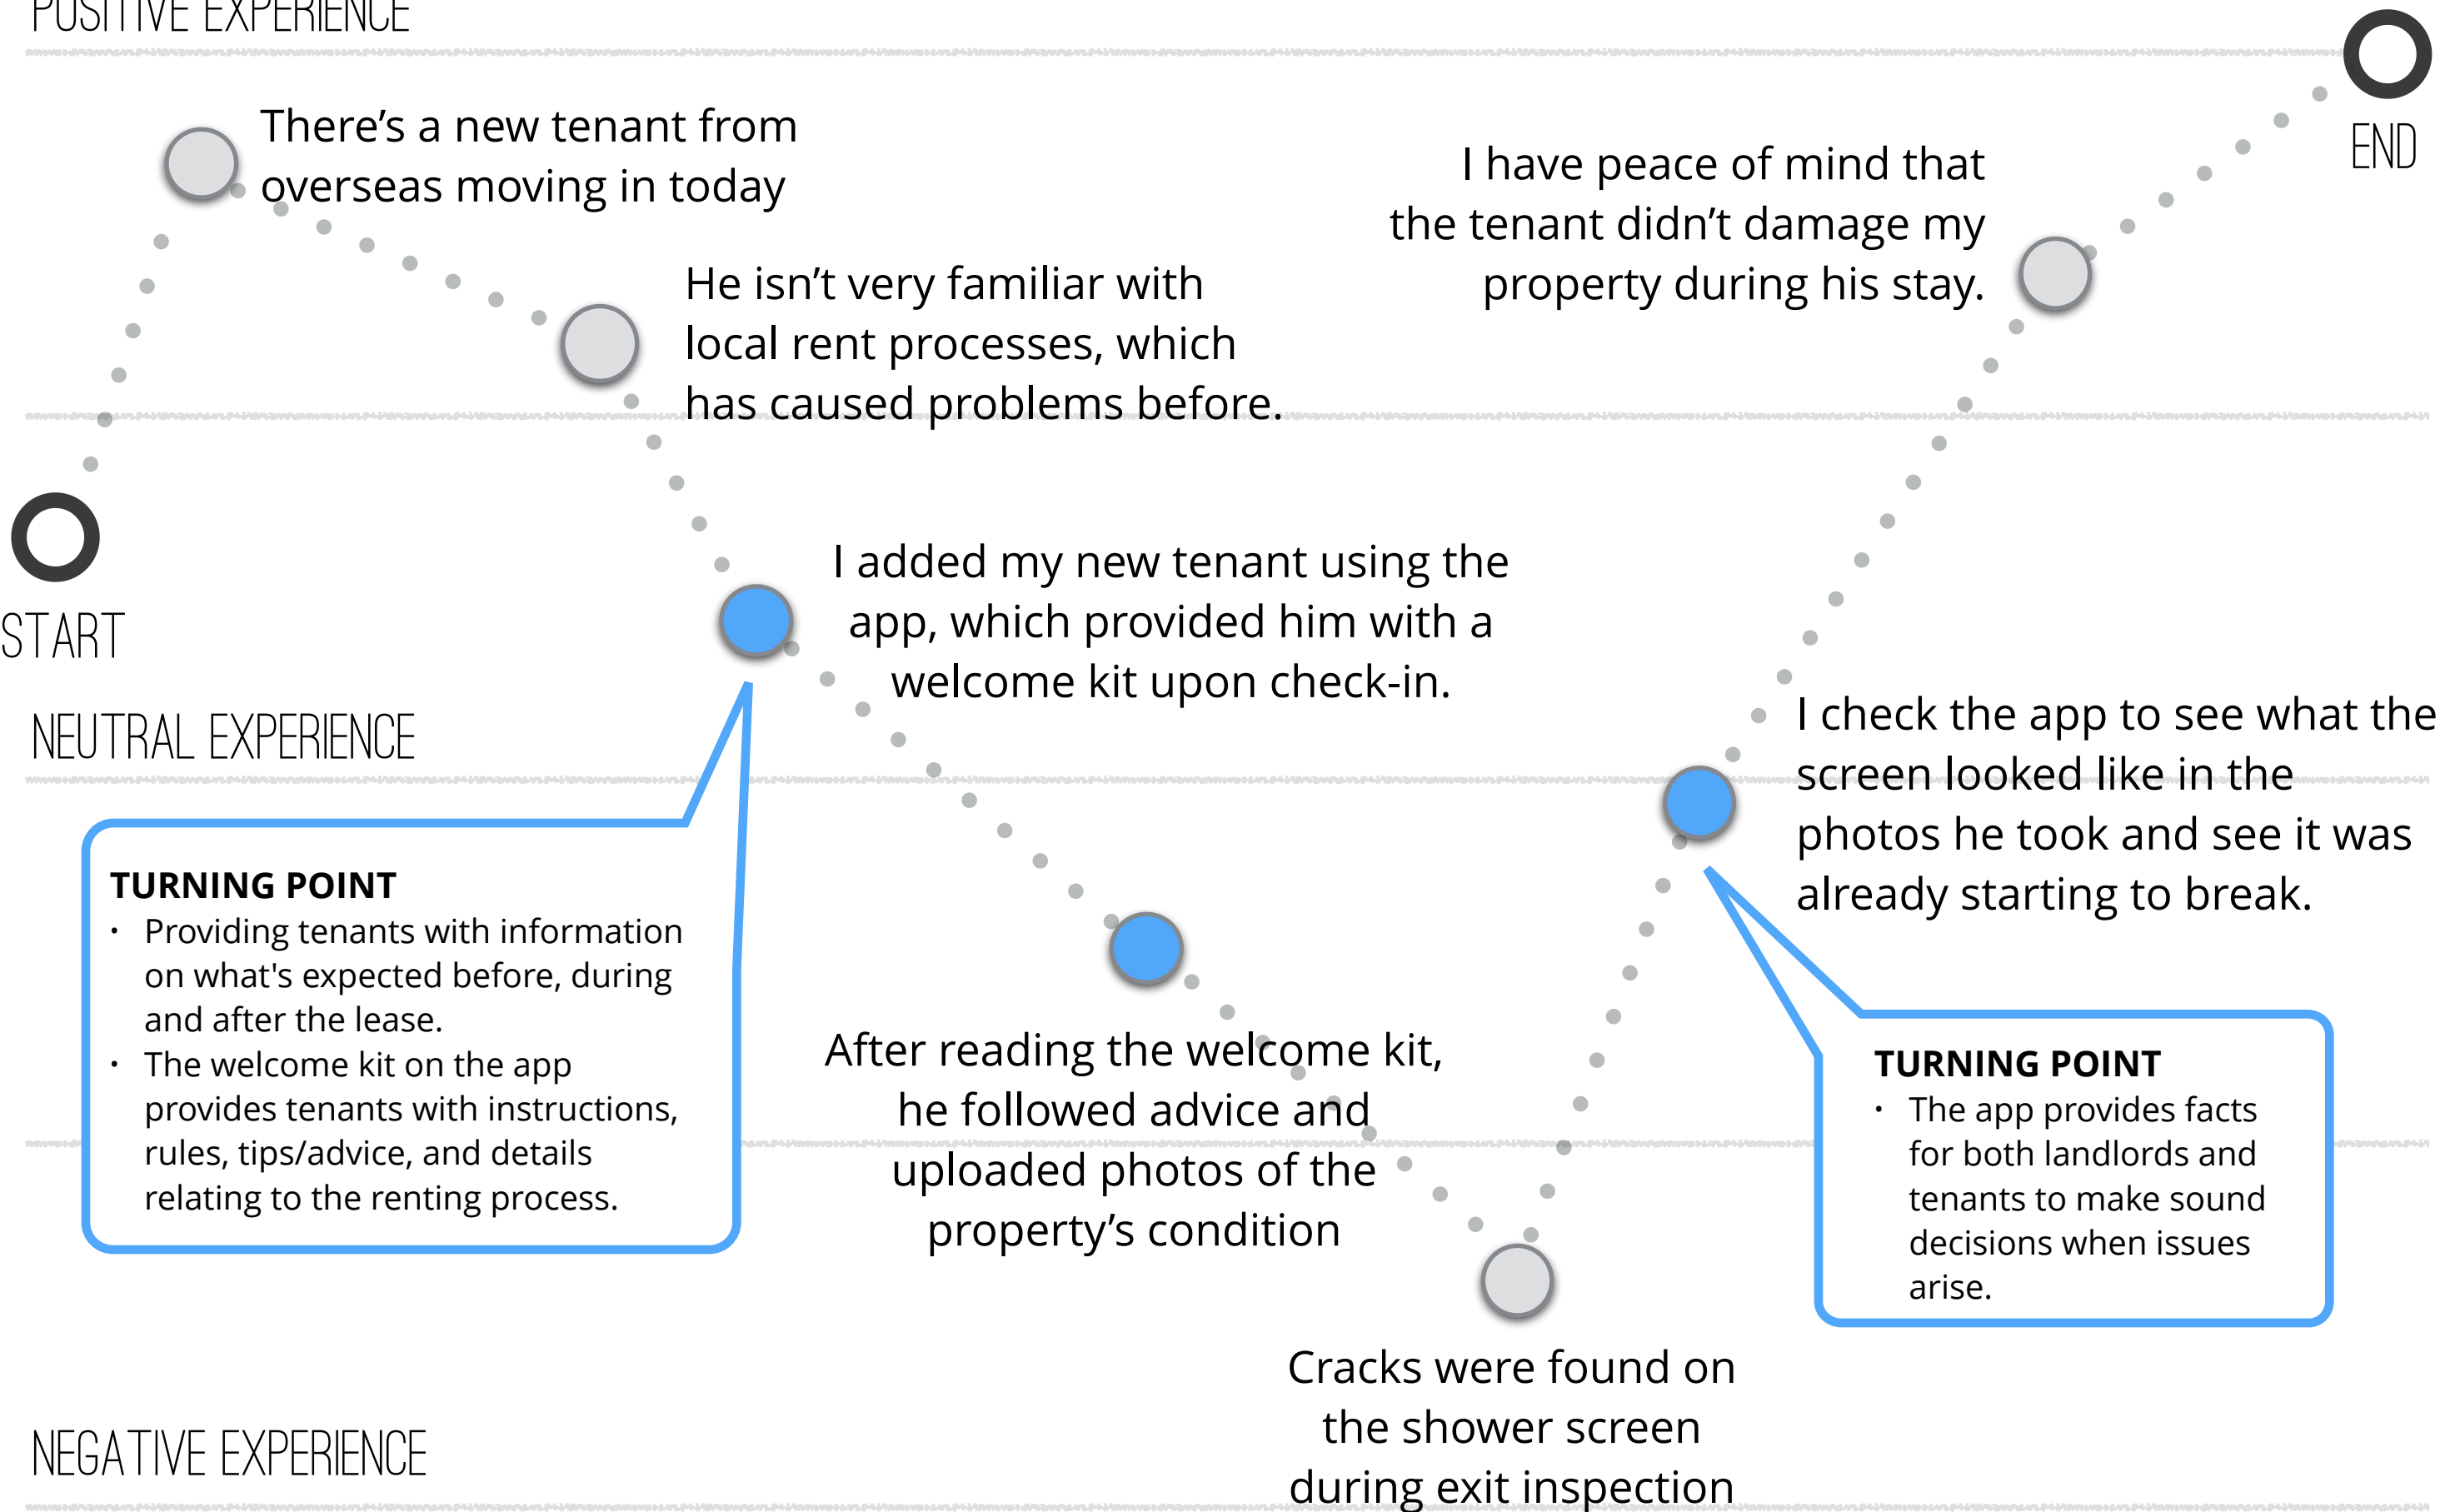 POSITIVE EXPERIENCE
There's a new tenant from
overseas moving in today
END
I have peace of mind that
the tenant didn't damage my
property during his stay.
He isn't very familiar with
local rent processes, which
has caused problems before.
START
I added my new tenant using the
app, which provided him with a
welcome kit upon check-in.
NEUTRAL EXPERIENCE
I check the app to see what the
screen looked like in the
photos he took and see it was
already starting to break.
TURNING POINT
• Providing tenants with information
on what's expected before, during
and after the lease.
• The welcome kit on the app
provides tenants with instructions,
rules, tips/advice, and details
relating to the renting process.
After reading the welcome kit,
he followed advice and
uploaded photos of the
property's condition
TURNING POINT
• The app provides facts
for both landlords and
tenants to make sound
decisions when issues
arise.
Cracks were found on
the shower screen
during exit inspection
NEGATIVE EXPERIENCE